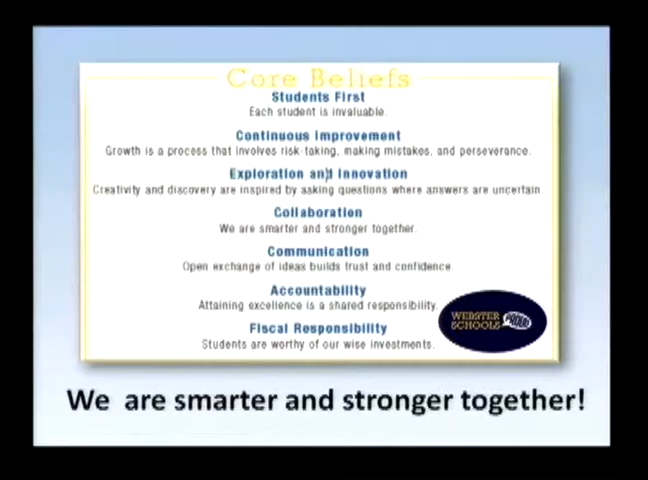 Core Beliefs
Students First
Each student is invaluable.
Continuous Improvement
Growth is a process that involves risk-taking, making mistakes, and perseverance.
Exploration and Innovation
Creativity and discovery are inspired by asking questions where answers are uncertain.
Collaboration
We are smarter and stronger together.
Communication
Open exchange of ideas builds trust and confidence.
Accountability
Attaining excellence is a shared responsibility.
Fiscal Responsibility
Students are worthy of our wise investments.
WEBSTER
SCHOOLS PROUD
We are smarter and stronger together!